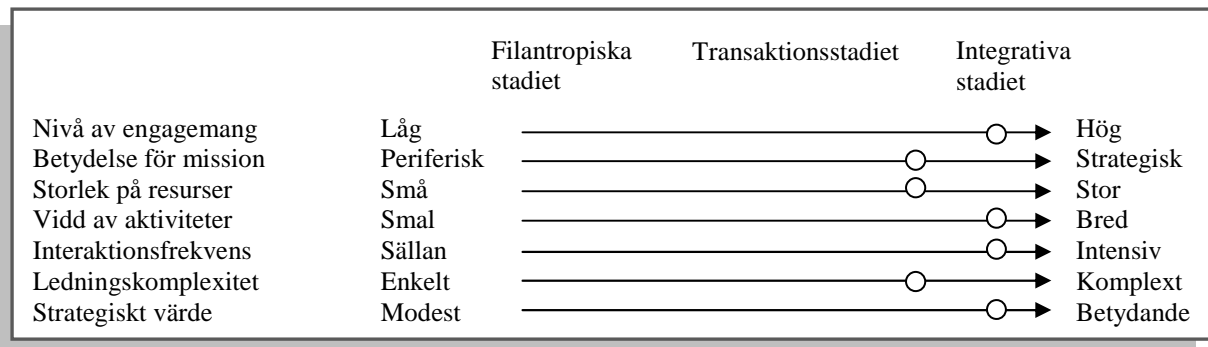 Filantropiska Transaktionsstadiet Integrativa
stadiet stadiet
Nivå av engagemang Låg Hög
Betydelse för mission Periferisk Strategisk
Storlek på resurser Små Stor
Vidd av aktiviteter Smal Bred
Interaktionsfrekvens Sällan Intensiv
Ledningskomplexitet Enkelt Komplext
Strategiskt värde Modest Betydande